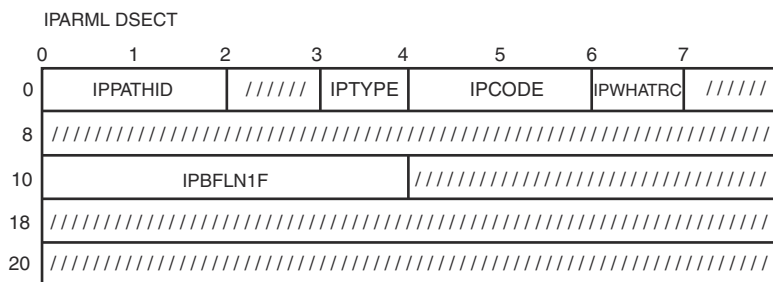 IPARML DSECT
0 1 2 3 4 5 6 7
0 IPPATHID ////// IPTYPE IPCODE IPWHATRC //////
8 //////////////////////////////////////////////////////////////////////
10 IPBFLN1F //////////////////////////////////
18 //////////////////////////////////////////////////////////////////////
20 //////////////////////////////////////////////////////////////////////